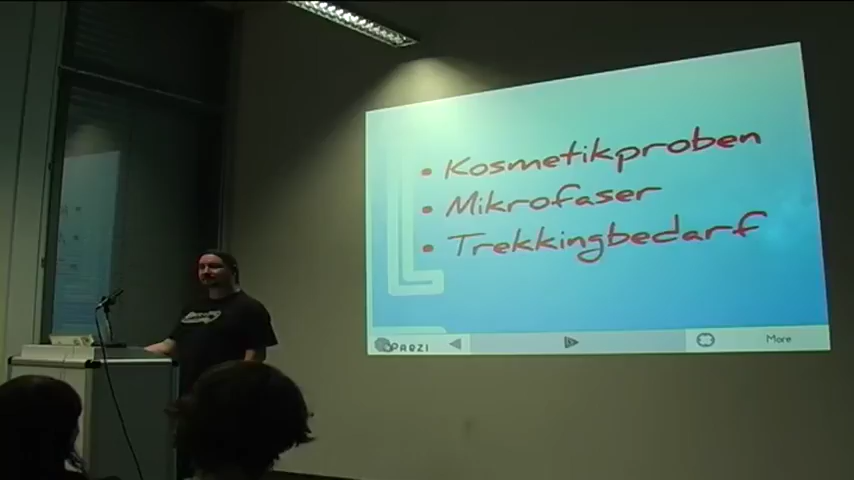 • Kosmetikproben
• Mikrofaser
• Trekkingbedarf
PREZI
More